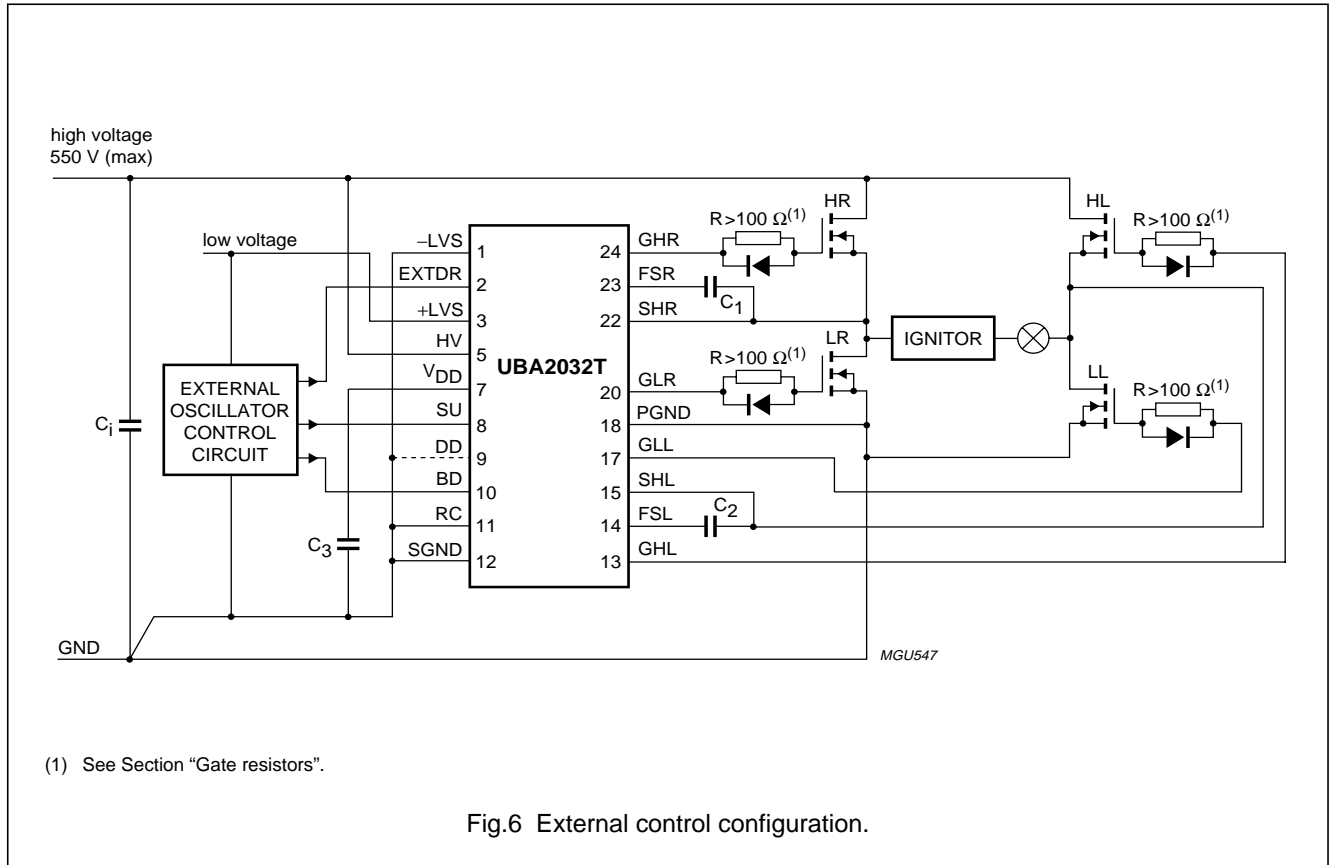 high voltage
550 V (max)
low voltage
EXTERNAL
OSCILLATOR
CONTROL
CIRCUIT
Ci
C3
GND
−LVS
EXTDR
+LVS
HV
VDD
SU
DD
BD
RC
SGND
1
2
3
5
7
8
9
10
11
12
UBA2032T
24
23
22
20
18
17
15
14
13
GHR
FSR
SHR
GLR
PGND
GLL
SHL
FSL
GHL
R>100 Ω(1)
HR
C1
R>100 Ω(1)
LR
IGNITOR
HL
R>100 Ω(1)
LL
R>100 Ω(1)
C2
MGU547
(1) See Section “Gate resistors”.
Fig.6 External control configuration.